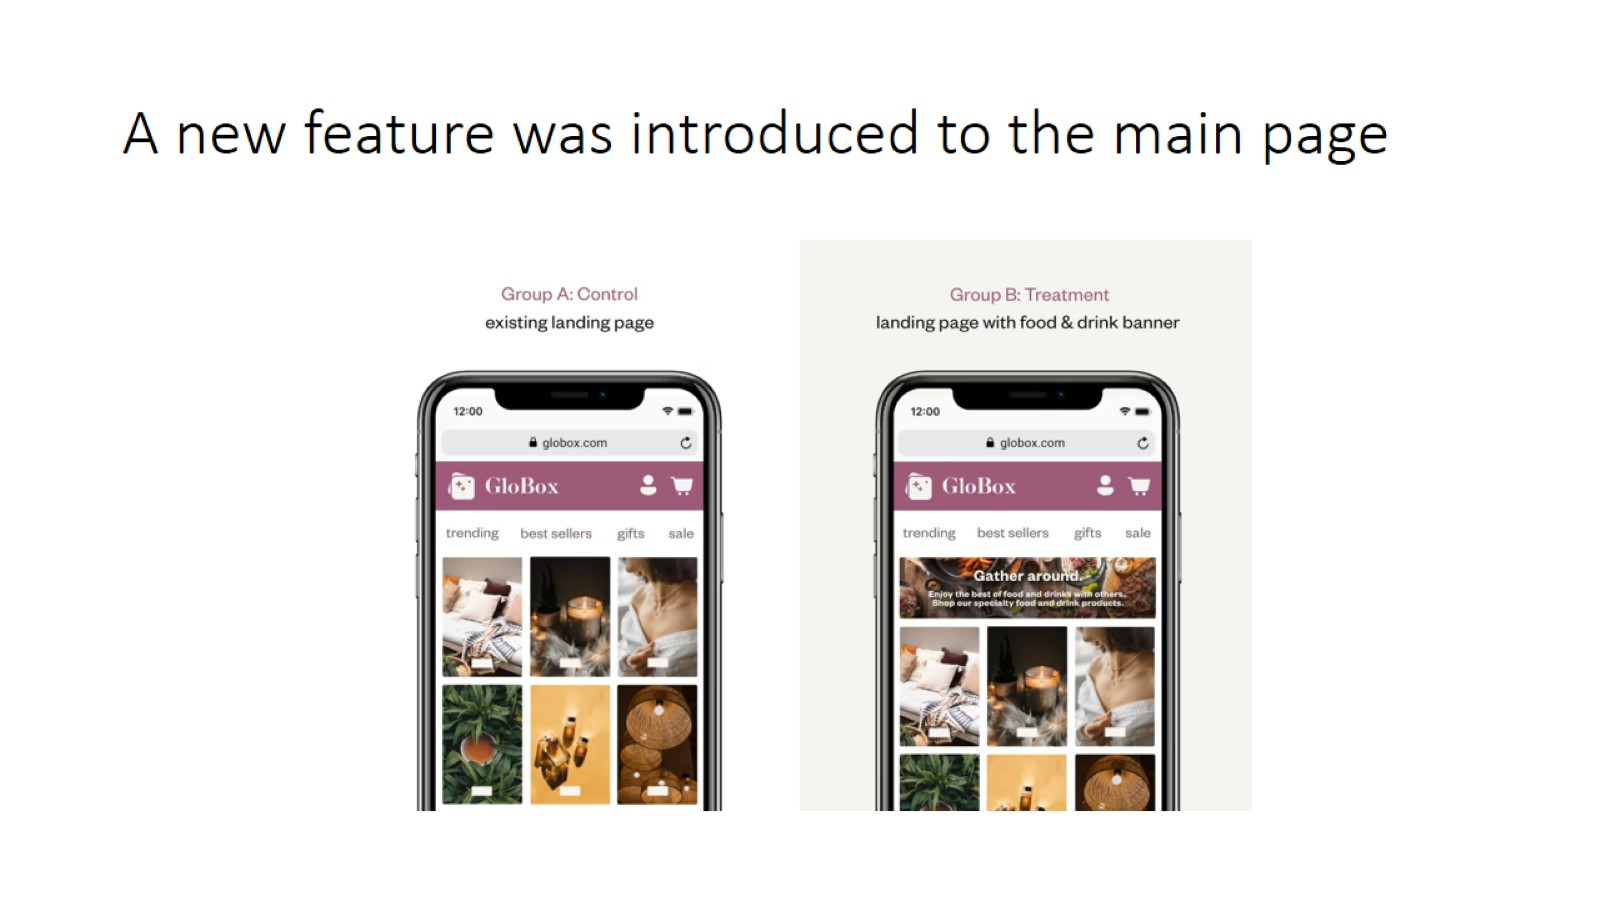 A new feature was introduced to the main page
Group A: Control
existing landing page
12:00
globox.com
GloBox
trending best sellers gifts sale
Group B: Treatment
landing page with food & drink banner
12:00
globox.com
GloBox
trending best sellers gifts sale
Gather around.
Enjoy the best of food and drinks with others.
Shop our specialty food and drink products.